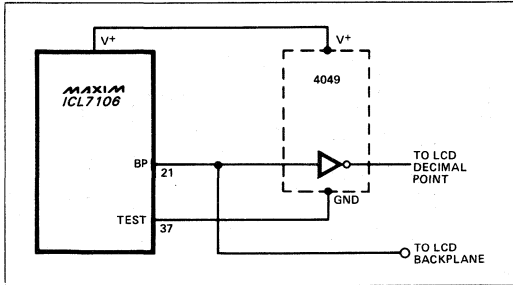 V+
V+
MAXIM
ICL7106
4049
BP
21
TO LCD
DECIMAL
POINT
GND
TEST
37
TO LCD
BACKPLANE